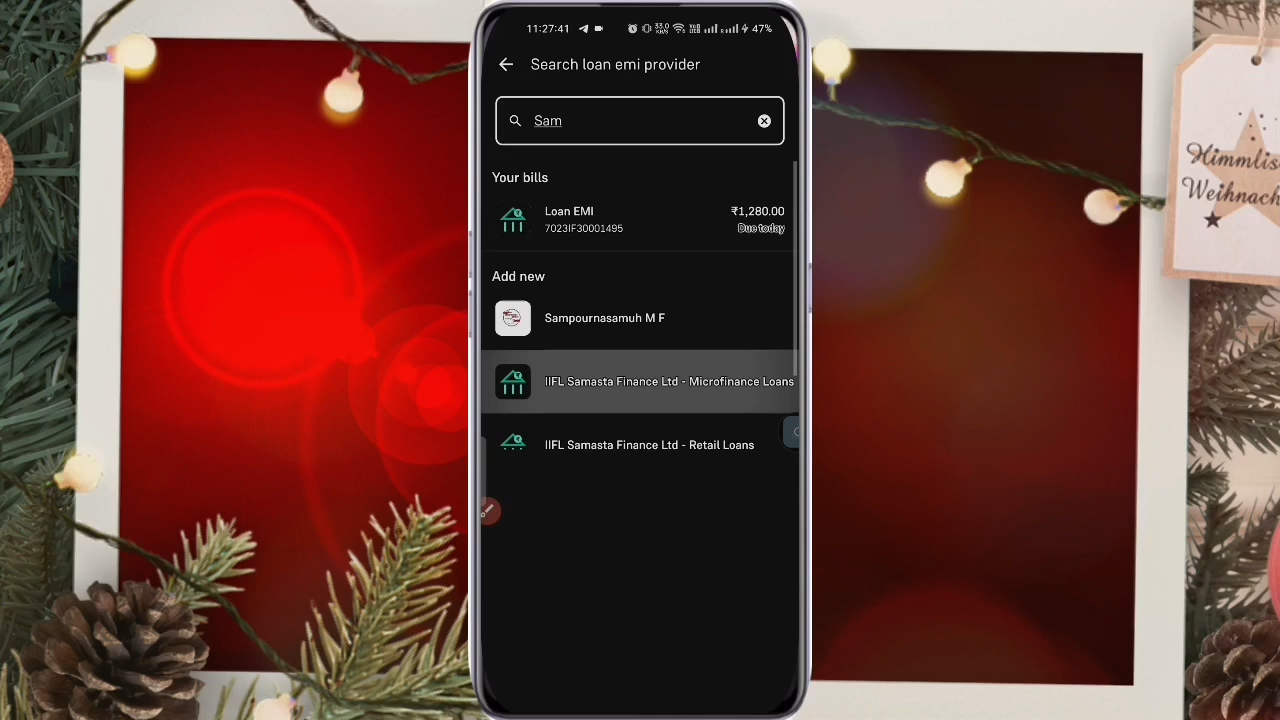 11:27:41
47%
Search loan emi provider
Sam
Your bills
Loan EMI
₹1,280.00
7023IF30001495
Due today
Add new
Sampournasamuh M F
IIFL Samasta Finance Ltd - Microfinance Loans
IIFL Samasta Finance Ltd - Retail Loans